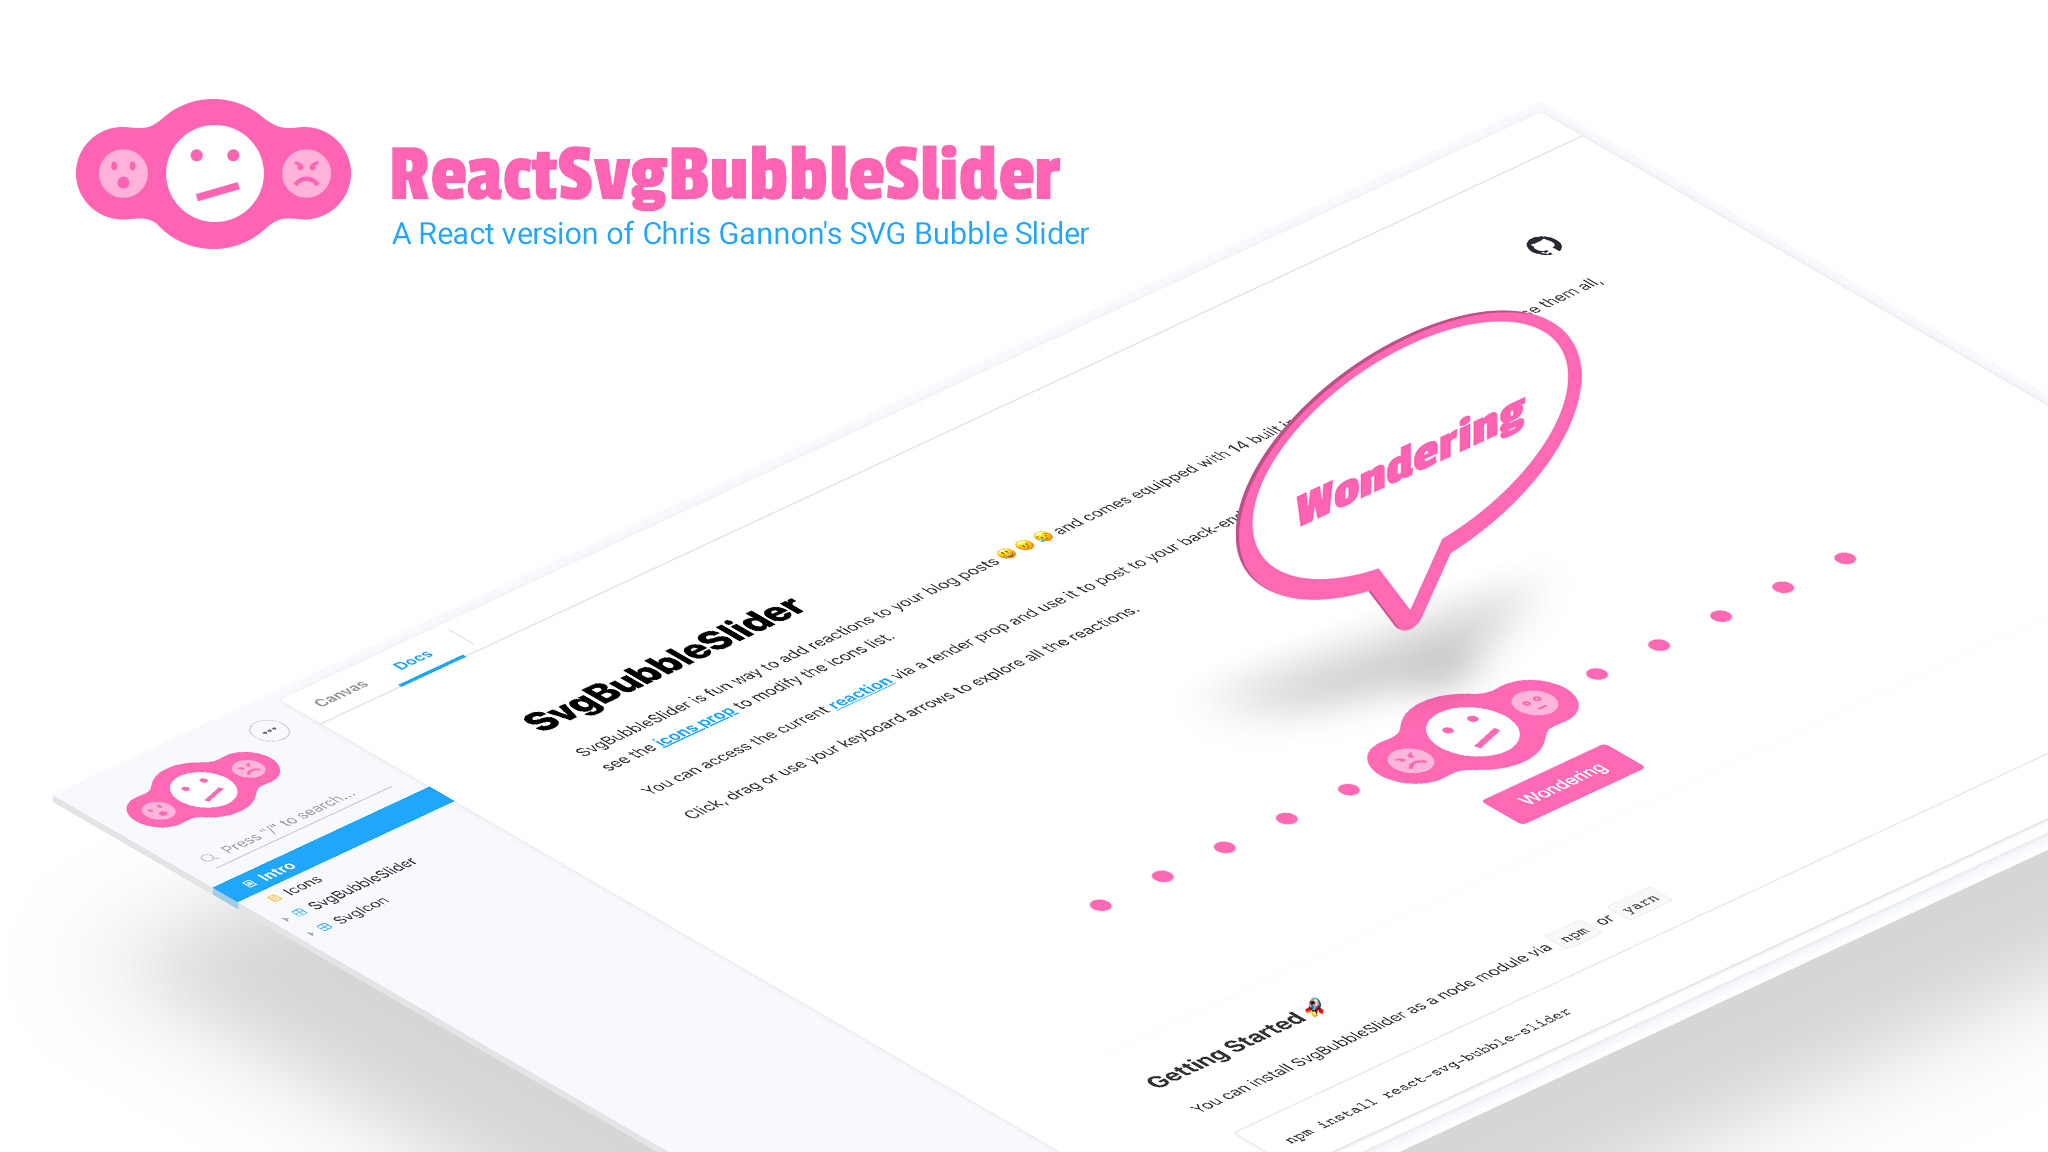 ReactSvgBubbleSlider
A React version of Chris Gannon's SVG Bubble Slider
Canvas
Docs
Press "/" to search...
Intro
Icons
SvgBubbleSlider
SvgIcon
SvgBubbleSlider
SvgBubbleSlider is fun way to add reactions to your blog posts 😀😠😢 and comes equipped with 14 built in se them all,
see the icons prop to modify the icons list.
You can access the current reaction via a render prop and use it to post to your back-end
Click, drag or use your keyboard arrows to explore all the reactions.
Wondering
Wondering
Getting Started 🚀
You can install SvgBubbleSlider as a node module via npm or yarn
npm install react-svg-bubble-slider